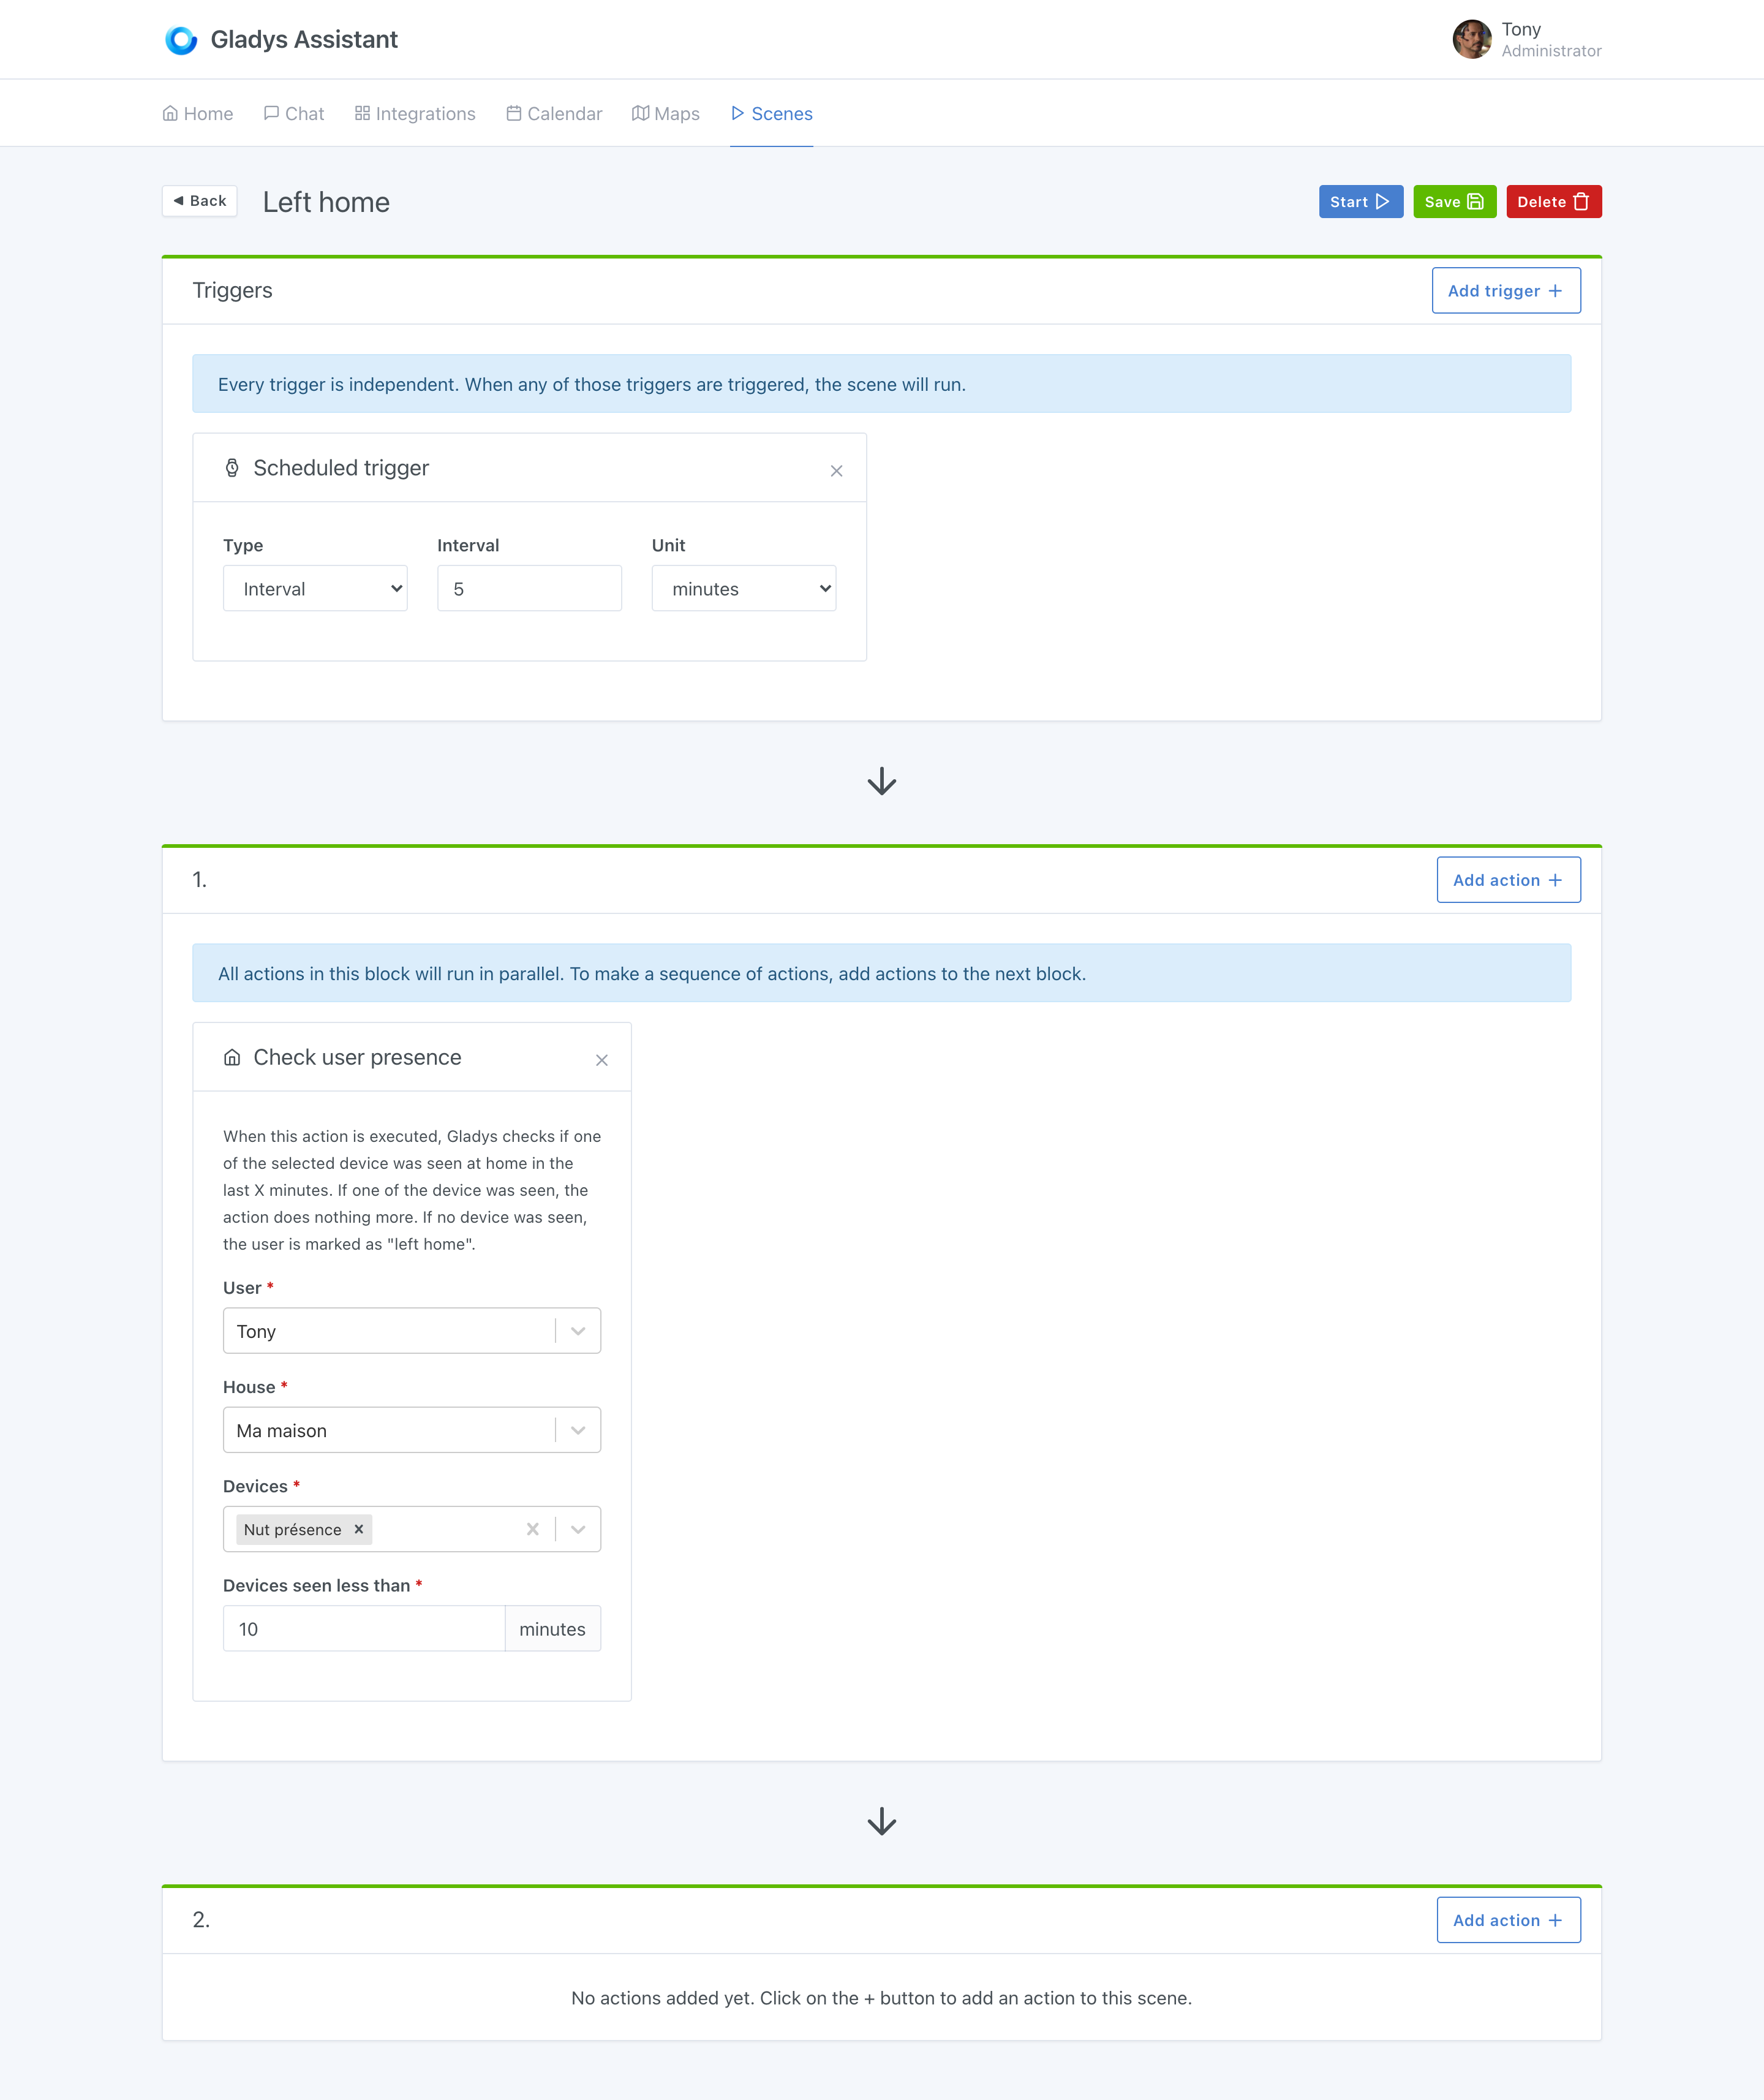 Gladys Assistant
Tony
Administrator
Home Chat Integrations Calendar Maps Scenes
Back
Left home
Start Save Delete
Triggers
Add trigger +
Every trigger is independent. When any of those triggers are triggered, the scene will run.
Scheduled trigger
Type Interval Unit
Interval 5 minutes
1.
Add action +
All actions in this block will run in parallel. To make a sequence of actions, add actions to the next block.
Check user presence
When this action is executed, Gladys checks if one
of the selected device was seen at home in the
last X minutes. If one of the device was seen, the
action does nothing more. If no device was seen,
the user is marked as "left home".
User *
Tony
House *
Ma maison
Devices *
Nut présence
Devices seen less than *
10 minutes
2.
Add action +
No actions added yet. Click on the + button to add an action to this scene.